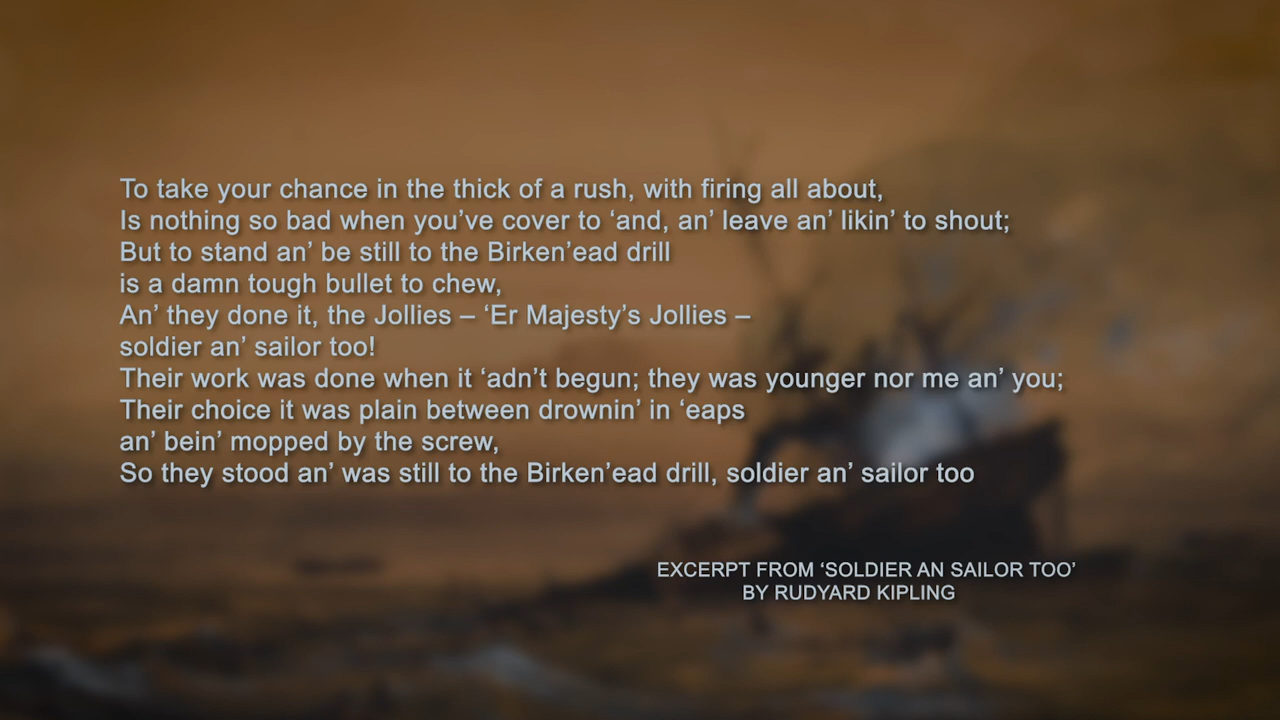 To take your chance in the thick of a rush, with firing all about,
Is nothing so bad when you’ve cover to ‘and, an’ leave an’ likin’ to shout;
But to stand an’ be still to the Birken’ead drill
is a damn tough bullet to chew,
An’ they done it, the Jollies – ‘Er Majesty’s Jollies –
soldier an’ sailor too!
Their work was done when it ‘adn’t begun; they was younger nor me an’ you;
Their choice it was plain between drownin’ in ‘eaps
an’ bein’ mopped by the screw,
So they stood an’ was still to the Birken’ead drill, soldier an’ sailor too
EXCERPT FROM ‘SOLDIER AN SAILOR TOO’
BY RUDYARD KIPLING